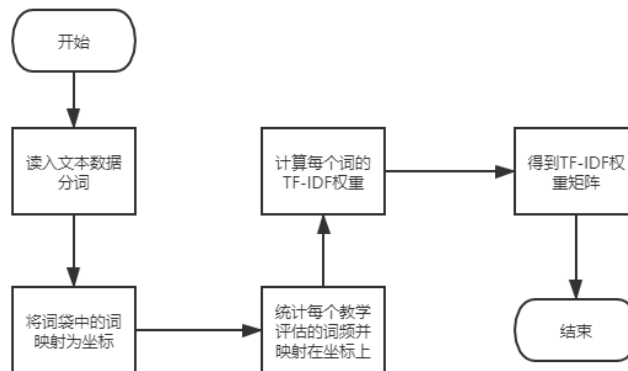 开始
读入文本数据
分词
将词袋中的词
映射为坐标
统计每个教学
评估的词频并
映射在坐标上
计算每个词的
TF-IDF权重
得到TF-IDF权
重矩阵
结束